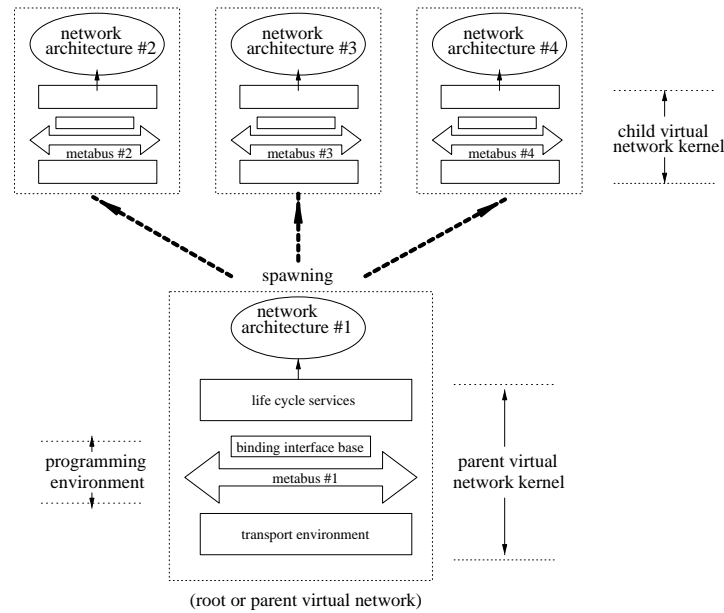 network
architecture #2
network
architecture #3
network
architecture #4
metabus #2
metabus #3
metabus #4
child virtual
network kernel
spawning
network
architecture #1
life cycle services
binding interface base
metabus #1
transport environment
programming
environment
parent virtual
network kernel
(root or parent virtual network)